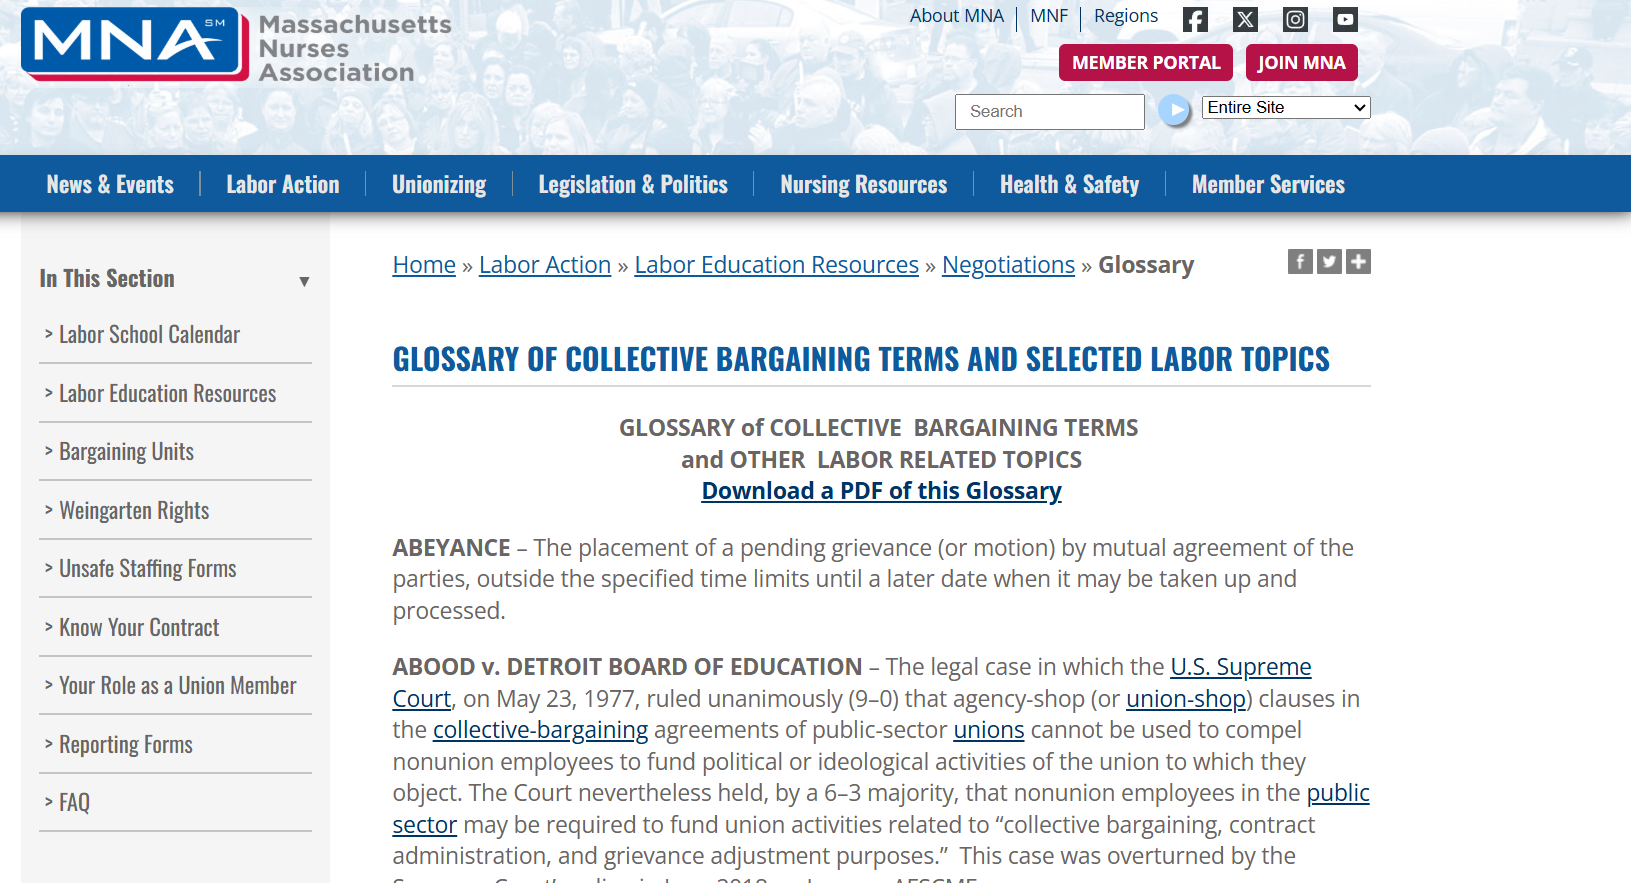 MNA SM
Massachusetts
Nurses
Association
About MNA
MNF
Regions
MEMBER PORTAL
JOIN MNA
Search
Entire Site
News & Events
Labor Action
Unionizing
Legislation & Politics
Nursing Resources
Health & Safety
Member Services
In This Section ▼
> Labor School Calendar
> Labor Education Resources
> Bargaining Units
> Weingarten Rights
> Unsafe Staffing Forms
> Know Your Contract
> Your Role as a Union Member
> Reporting Forms
> FAQ
Home » Labor Action » Labor Education Resources » Negotiations » Glossary
GLOSSARY OF COLLECTIVE BARGAINING TERMS AND SELECTED LABOR TOPICS
GLOSSARY of COLLECTIVE BARGAINING TERMS
and OTHER LABOR RELATED TOPICS
Download a PDF of this Glossary
ABEYANCE – The placement of a pending grievance (or motion) by mutual agreement of the
parties, outside the specified time limits until a later date when it may be taken up and
processed.
ABOOD v. DETROIT BOARD OF EDUCATION – The legal case in which the U.S. Supreme
Court, on May 23, 1977, ruled unanimously (9–0) that agency-shop (or union-shop) clauses in
the collective-bargaining agreements of public-sector unions cannot be used to compel
nonunion employees to fund political or ideological activities of the union to which they
object. The Court nevertheless held, by a 6–3 majority, that nonunion employees in the public
sector may be required to fund union activities related to “collective bargaining, contract
administration, and grievance adjustment purposes.” This case was overturned by the